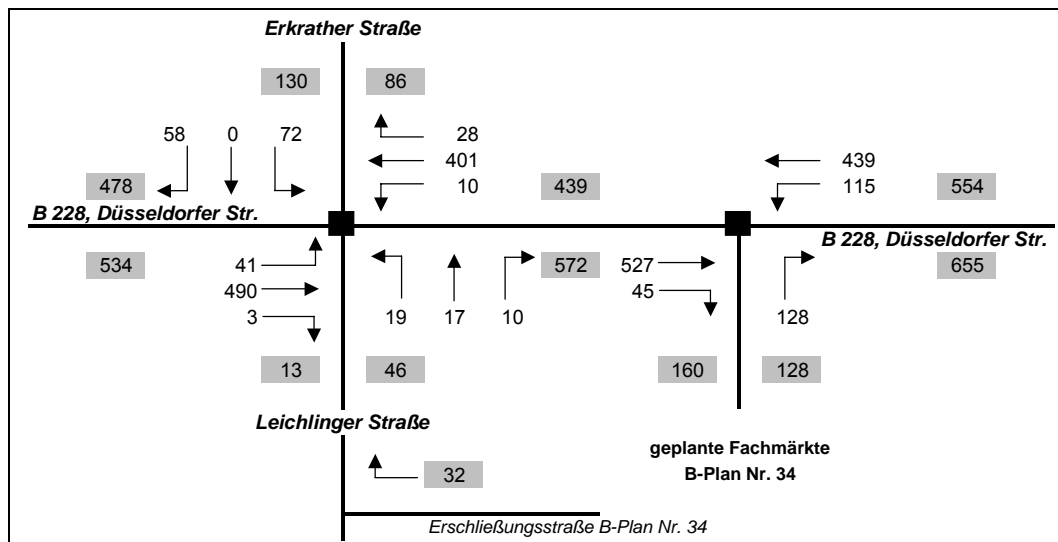 Erkrather Straße
130 86
58 0 72 28
401 439
478 10 439 115 554
B 228, Düsseldorfer Str.
B 228, Düsseldorfer Str.
534 41 572 527 655
490 45
3 19 17 10 128
13 46 160 128
Leichlinger Straße
geplante Fachmärkte
B-Plan Nr. 34
32
Erschließungsstraße B-Plan Nr. 34